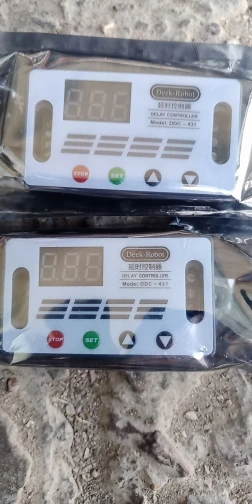 Deek-Robot
延时控制器
DELAY CONTROLLER
Model: DDC-431
STOP
SET
Deek-Robot
延时控制器
DELAY CONTROLLER
Model: DDC-431
STOP
SET